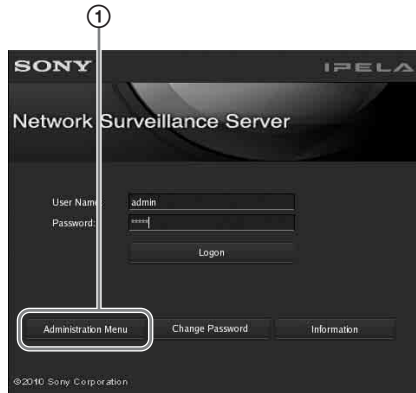 ①
SONY
IPELA
Network Surveillance Server
User Name:
admin
Password:
*****
Logon
Administration Menu
Change Password
Information
©2010 Sony Corporation